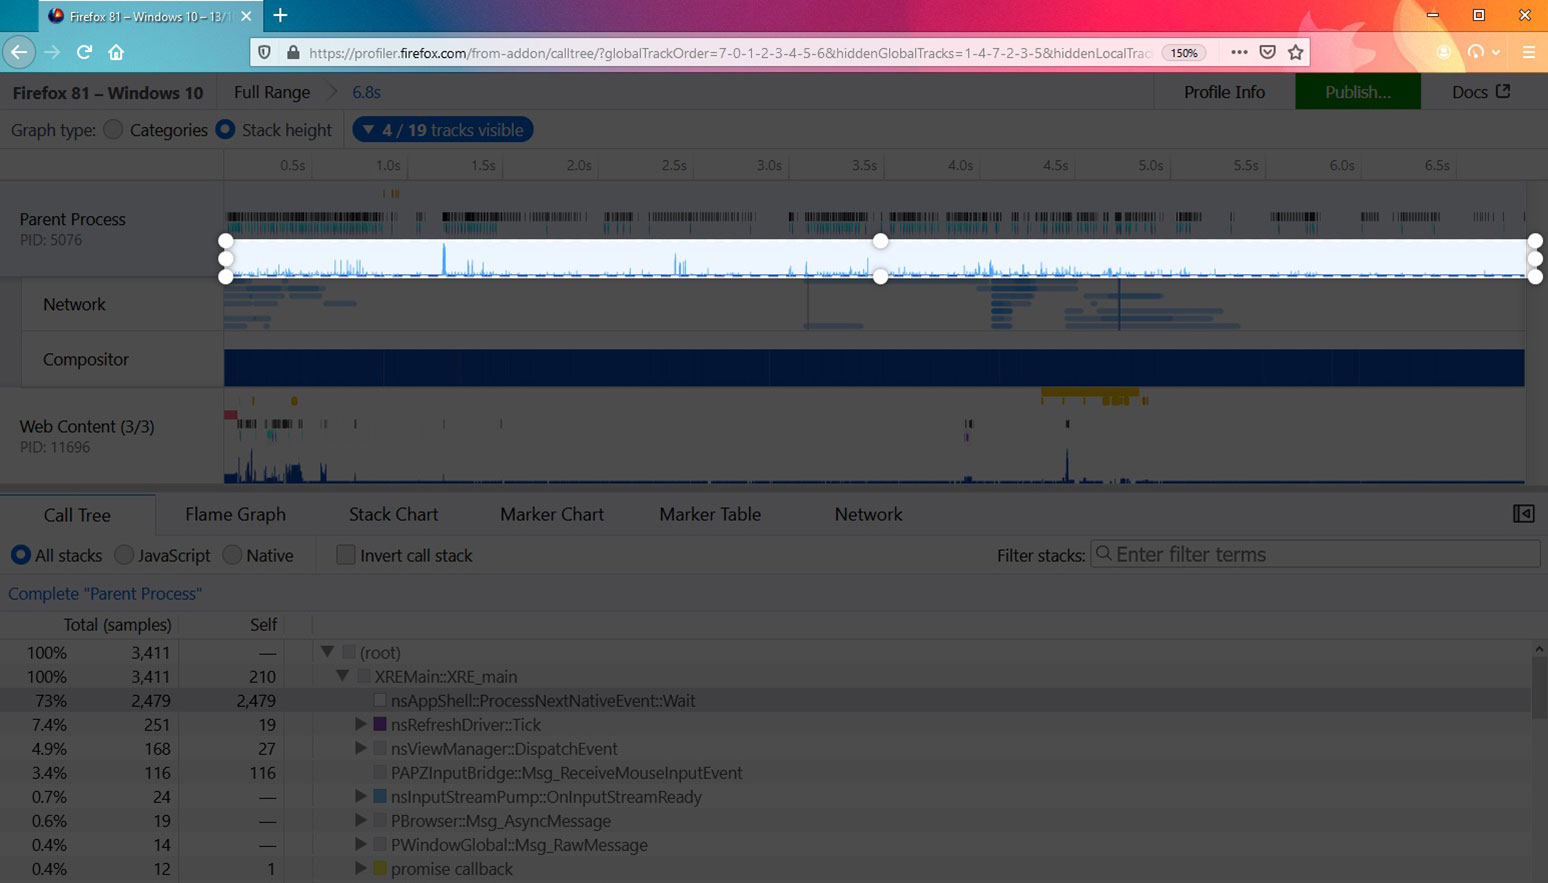 Firefox 81 – Windows 10 – 13/1
https://profiler.firefox.com/from-addon/calltree/?globalTrackOrder=7-0-1-2-3-4-5-6&hiddenGlobalTracks=1-4-7-2-3-5&hiddenLocalTrac 150%
Firefox 81 – Windows 10 Full Range 6.8s Profile Info Publish... Docs
Graph type: Categories Stack height 4 / 19 tracks visible
0.5s 1.0s 1.5s 2.0s 2.5s 3.0s 3.5s 4.0s 4.5s 5.0s 5.5s 6.0s 6.5s
Parent Process
PID: 5076
Network
Compositor
Web Content (3/3)
PID: 11696
Call Tree Flame Graph Stack Chart Marker Chart Marker Table Network
All stacks JavaScript Native Invert call stack Filter stacks: Enter filter terms
Complete "Parent Process"
Total (samples) Self
100% 3,411 — (root)
100% 3,411 210 XREMain::XRE_main
73% 2,479 2,479 nsAppShell::ProcessNextNativeEvent::Wait
7.4% 251 19 nsRefreshDriver::Tick
4.9% 168 27 nsViewManager::DispatchEvent
3.4% 116 116 PAPZInputBridge::Msg_ReceiveMouseInputEvent
0.7% 24 — nsInputStreamPump::OnInputStreamReady
0.6% 19 — PBrowser::Msg_AsyncMessage
0.4% 14 — PWindowGlobal::Msg_RawMessage
0.4% 12 1 promise callback